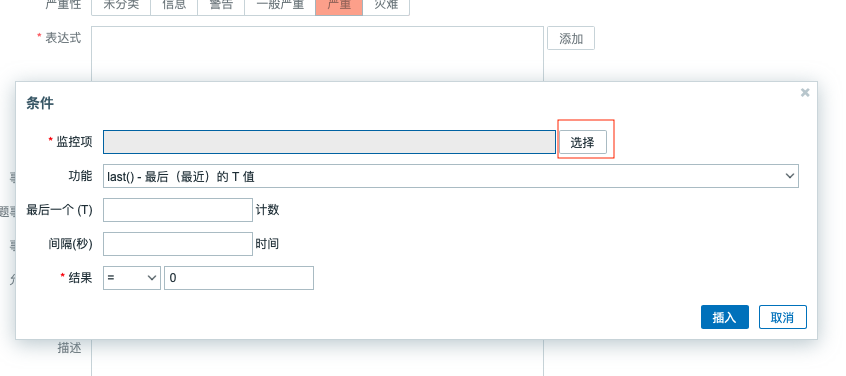 严重性 未分类 信息 警告 一般严重 严重 灾难
* 表达式 添加
条件
* 监控项 选择
功能 last() - 最后（最近）的 T 值
最后一个 (T) 计数
间隔(秒) 时间
* 结果 = 0
插入 取消
描述